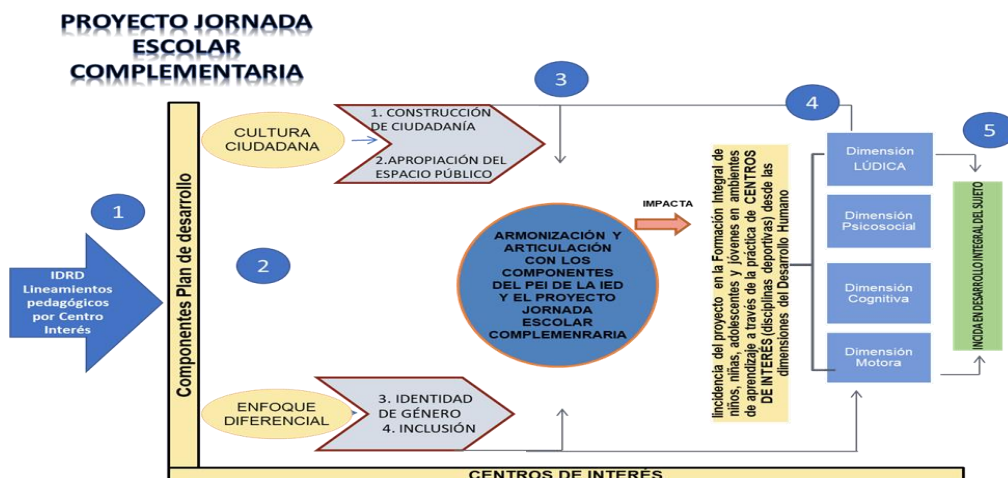 PROYECTO JORNADA
ESCOLAR
COMPLEMENTARIA
1
IDRD
Lineamientos
pedagógicos
por Centro
Interés
Componentes Plan de desarrollo
2
CULTURA
CIUDADANA
1. CONSTRUCCIÓN
DE CIUDADANÍA
2.APROPIACIÓN DEL
ESPACIO PÚBLICO
ENFOQUE
DIFERENCIAL
3. IDENTIDAD
DE GÉNERO
4. INCLUSIÓN
3
ARMONIZACIÓN Y
ARTICULACIÓN
CON LOS
COMPONENTES
DEL PEI DE LA IED
Y EL PROYECTO
JORNADA
ESCOLAR
COMPLEMENRARIA
IMPACTA
Iincidencia del proyecto en la Formación Integral de
niños, niñas, adolescentes y jóvenes en ambientes
de aprendizaje a través de la práctica de CENTROS
DE INTERÉS (disciplinas deportivas) desde las
dimensiones del Desarrollo Humano
4
Dimensión
LÚDICA
Dimensión
Psicosocial
Dimensión
Cognitiva
Dimensión
Motora
5
INCIDA EN DESARROLLO INTEGRAL DEL SUJETO
CENTROS DE INTERÉS